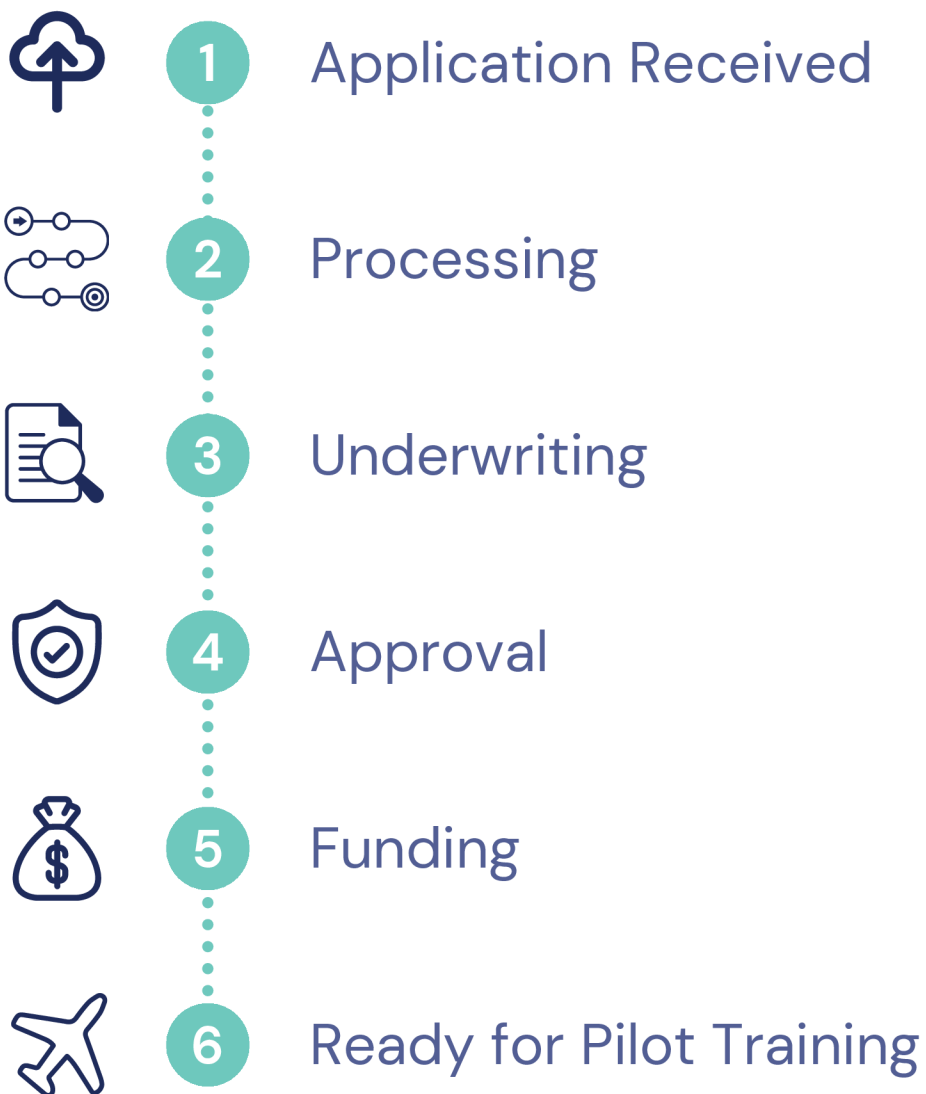 1 Application Received
2 Processing
3 Underwriting
4 Approval
$ 5 Funding
6 Ready for Pilot Training